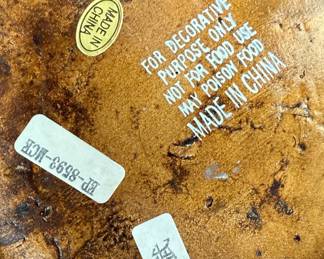 MADE IN
CHINA
FOR DECORATIVE
PURPOSE ONLY
NOT FOR FOOD USE
MAY POISON FOOD
MADE IN CHINA
EP-8593-MCR